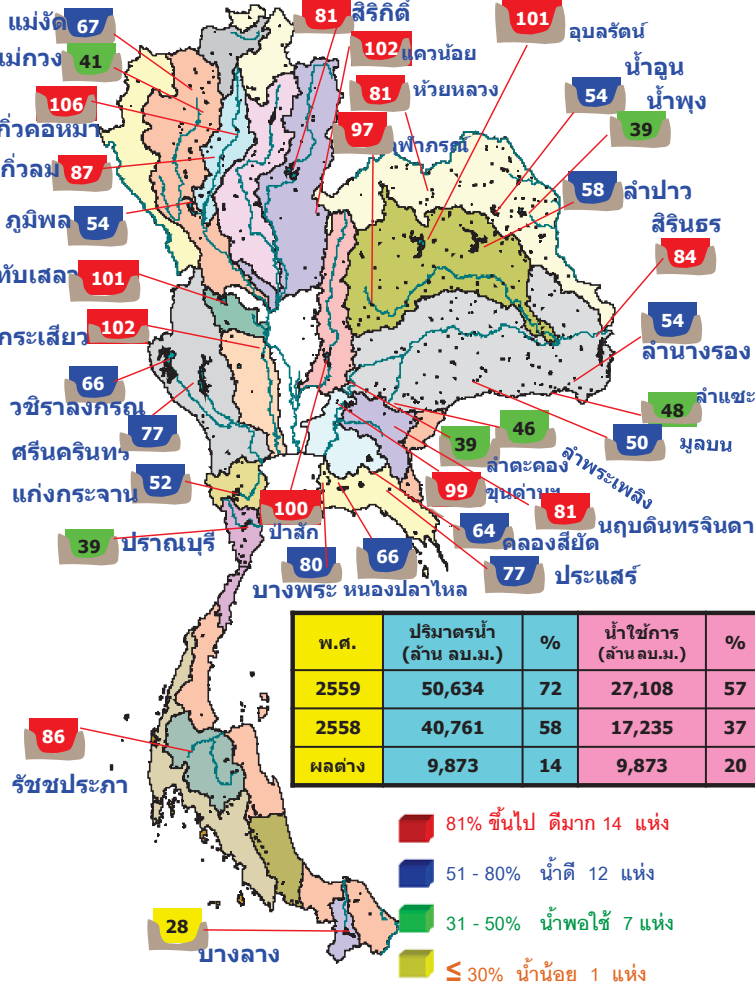 แม่งัด 67
81 สิริกิติ์
101 อุบลรัตน์
แม่กวง 41
102 แควน้อย
น้ำอูน
54 น้ำพุง
81 ห้วยหลวง
106
39
97
ฬาภรณ์
กิ่วคอหมา
กิ่วลม 87
58 ลำปาว
ภูมิพล 54
สิรินธร
84
ทับเสลา 101
กระเสียว 102
54
ลำนางรอง
66
วชิราลงกรณ
77
48 ลำแซะ
46
50 มูลบน
39
ลำตะคอง
ลำพระเพลิง
ศรีนครินทร์
แก่งกระจาน 52
99 ขุนด่านฯ
100
ป่าสัก
81 นฤบดินทรจินดา
64
คลองสียัด
39 ปราณบุรี
80
บางพระ
66
หนองปลาไหล
77 ประแสร์
พ.ศ. ปริมาตรน้ำ (ล้าน ลบ.ม.) % น้ำใช้การ (ล้าน ลบ.ม.) %
2559 50,634 72 27,108 57
2558 40,761 58 17,235 37
ผลต่าง 9,873 14 9,873 20
86
รัชชประภา
81% ขึ้นไป ดีมาก 14 แห่ง
51 - 80% น้ำดี 12 แห่ง
31 - 50% น้ำพอใช้ 7 แห่ง
≤ 30% น้ำน้อย 1 แห่ง
28
บางลาง